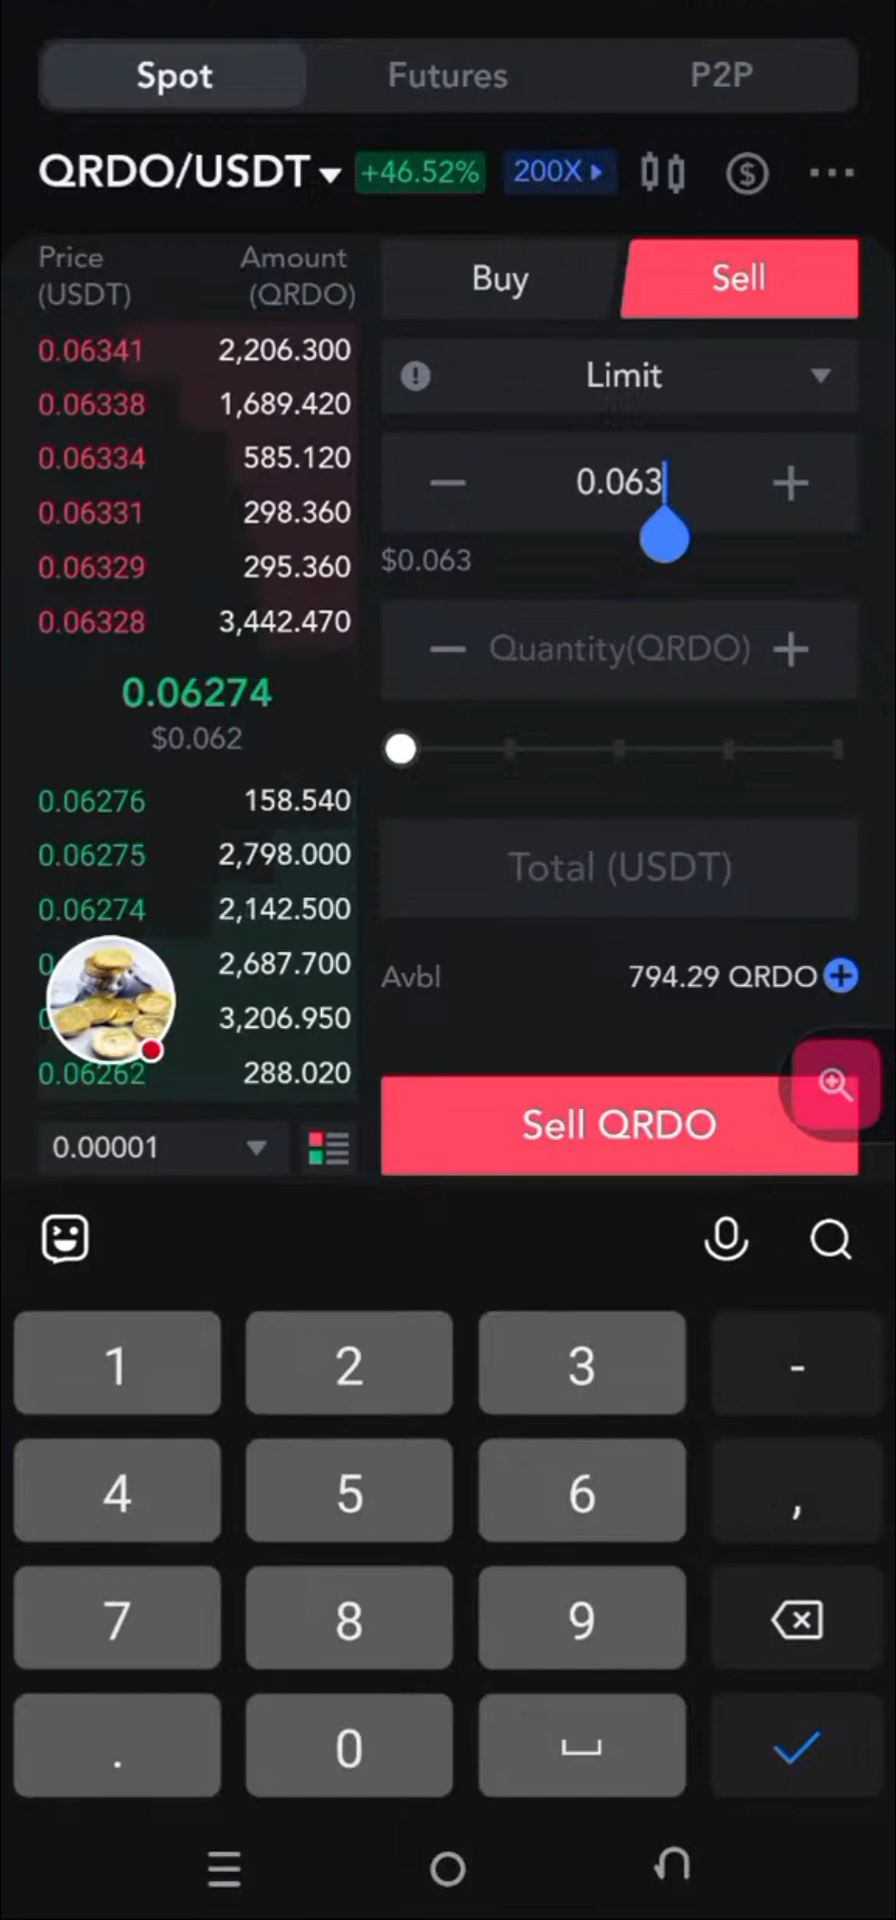 Spot Futures P2P
QRDO/USDT +46.52% 200X
Price Amount
(USDT) (QRDO)
0.06341 2,206.300
0.06338 1,689.420
0.06334 585.120
0.06331 298.360
0.06329 295.360
0.06328 3,442.470
0.06274
$0.062
0.06276 158.540
0.06275 2,798.000
0.06274 2,142.500
2,687.700
3,206.950
0.06262 288.020
0.00001
Buy Sell
Limit
0.063
$0.063
Quantity(QRDO)
Total (USDT)
Avbl 794.29 QRDO
Sell QRDO
1 2 3 -
4 5 6 ,
7 8 9
. 0